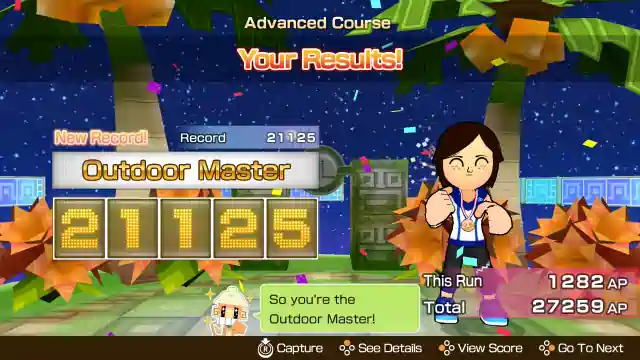 Advanced Course
Your Results!
New Record! Record 21125
Outdoor Master
21125
This Run 1282 AP
Total 27259 AP
So you're the
Outdoor Master!
R Capture See Details View Score Go To Next